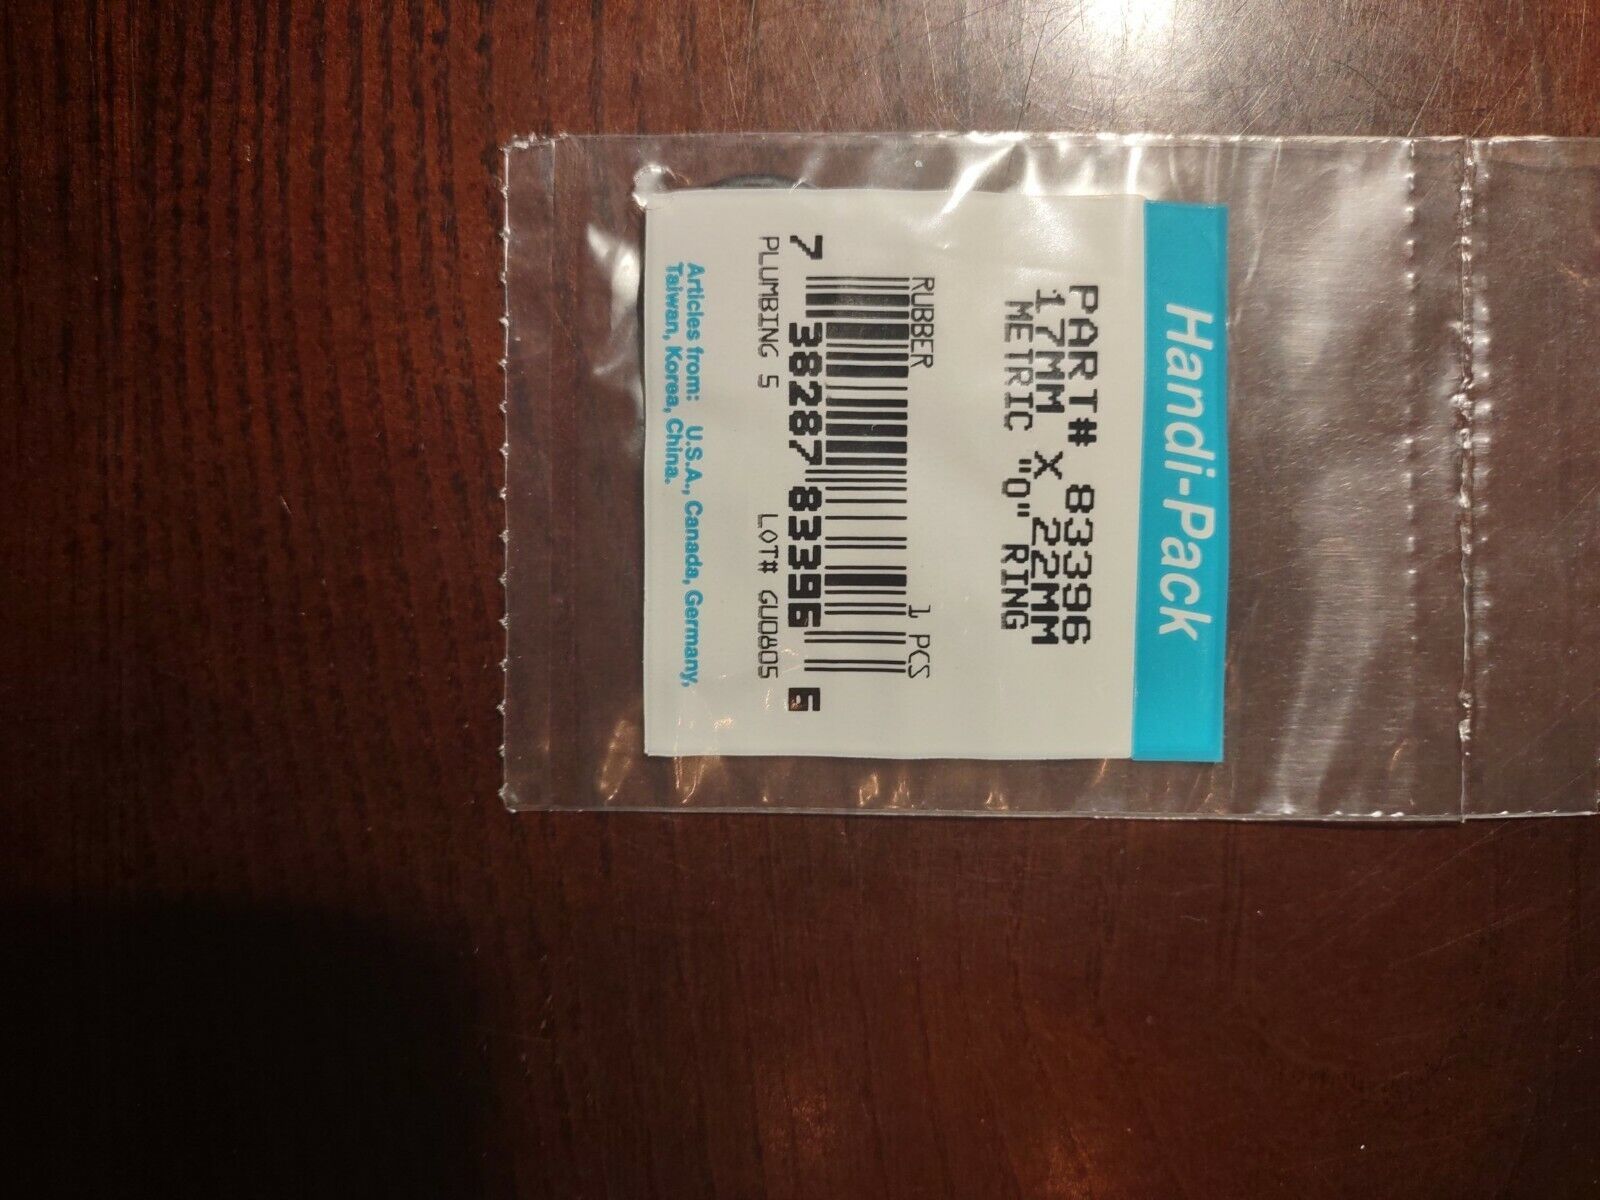 Handi-Pack
PART# 83396
17MM X 22MM
METRIC "O" RING
RUBBER 1 PCS
7 38287 83396 6
PLUMBING 5 LOT# GU0805
Articles from: U.S.A., Canada, Germany,
Taiwan, Korea, China.